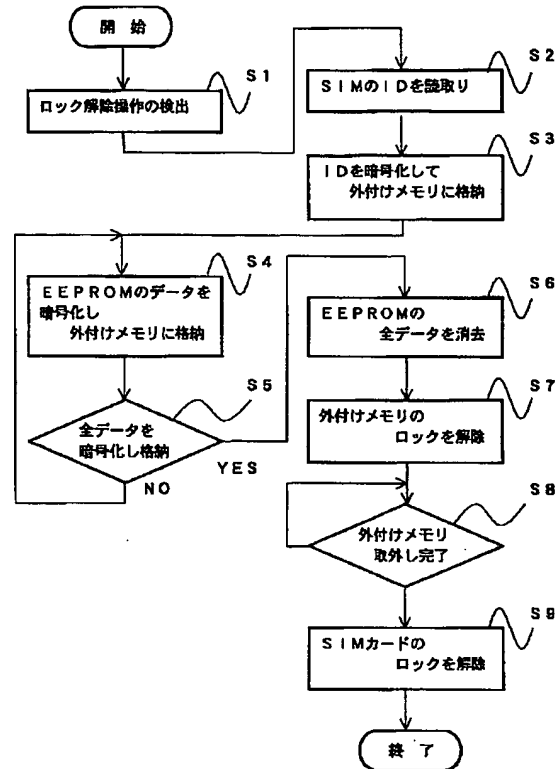 開始
S1
ロック解除操作の検出
S2
SIMのIDを読取り
S3
IDを暗号化して
外付けメモリに格納
S4
EEPROMのデータを
暗号化し
外付けメモリに格納
S5
全データを
暗号化し格納
YES
NO
S6
EEPROMの
全データを消去
S7
外付けメモリの
ロックを解除
S8
外付けメモリ
取外し完了
S9
SIMカードの
ロックを解除
終了